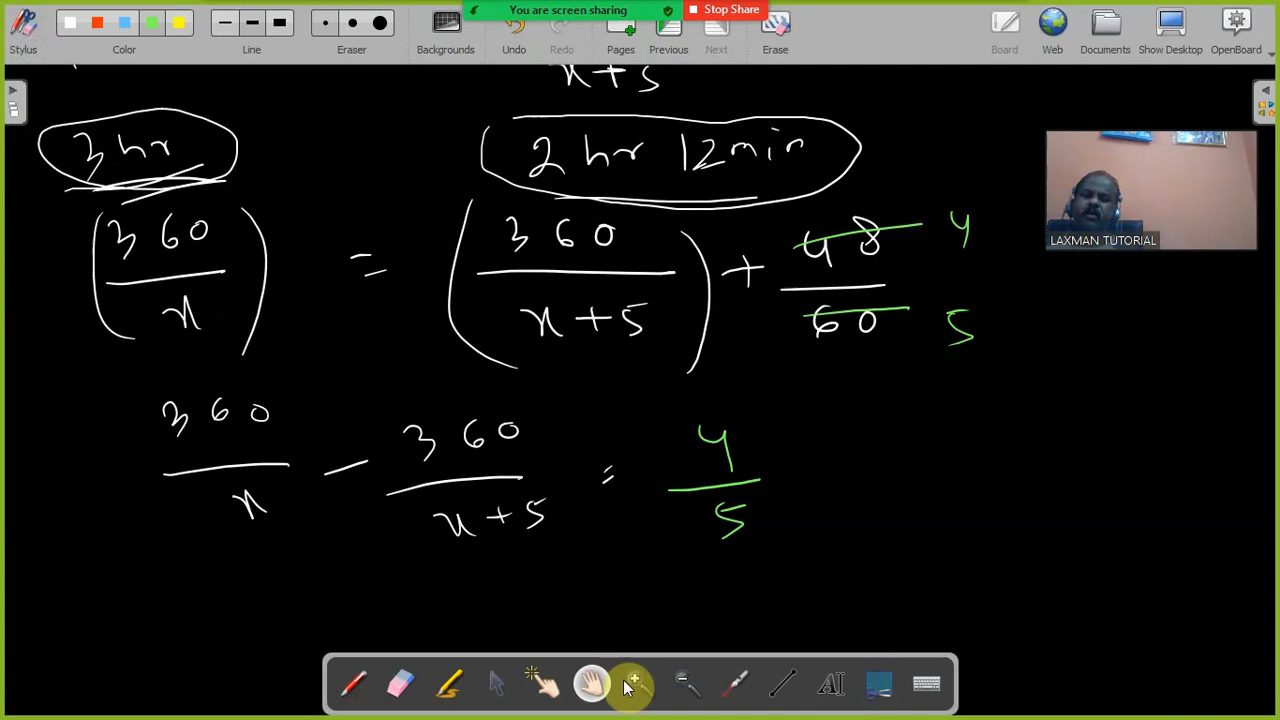 You are screen sharing Stop Share
Stylus Color Line Eraser Backgrounds Undo Redo Pages Previous Next Erase Board Web Documents Show Desktop OpenBoard
x+5
3 hr 2 hr 12 min
LAXMAN TUTORIAL
(360/x) = (360/x+5) + 48/60 4/5
360/x - 360/x+5 = 4/5
AI